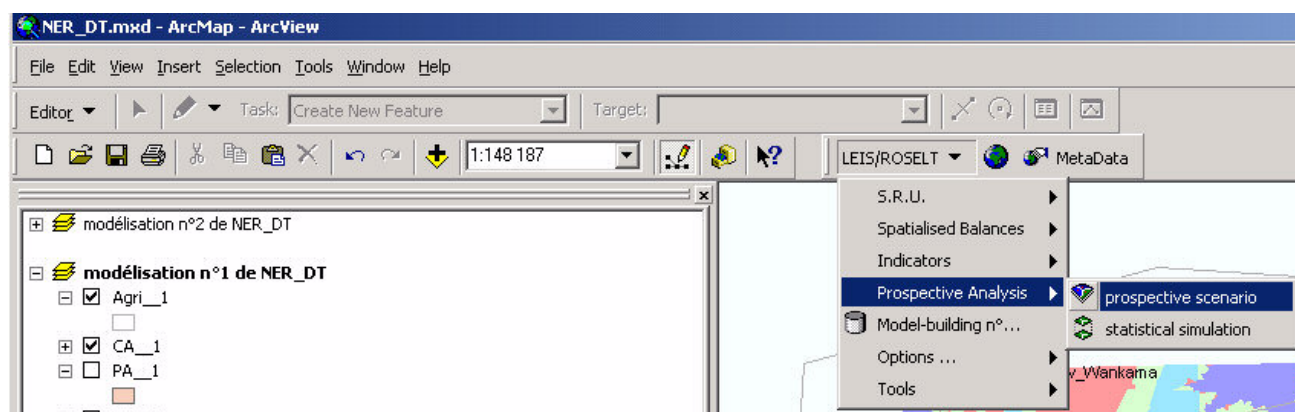 NER_DT.mxd - ArcMap - ArcView
File Edit View Insert Selection Tools Window Help
Editor Task: Create New Feature Target:
1:148 187 LEIS/ROSELT MetaData
S.R.U.
modélisation n°2 de NER_DT
Spatialised Balances
Indicators
modélisation n°1 de NER_DT
Prospective Analysis prospective scenario
Agri__1
Model-building n°... statistical simulation
CA__1
Options ...
PA__1
v_Wankama
Tools